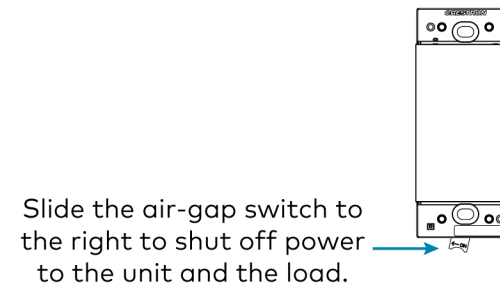 CRESTRON
Slide the air-gap switch to
the right to shut off power
to the unit and the load.
ON